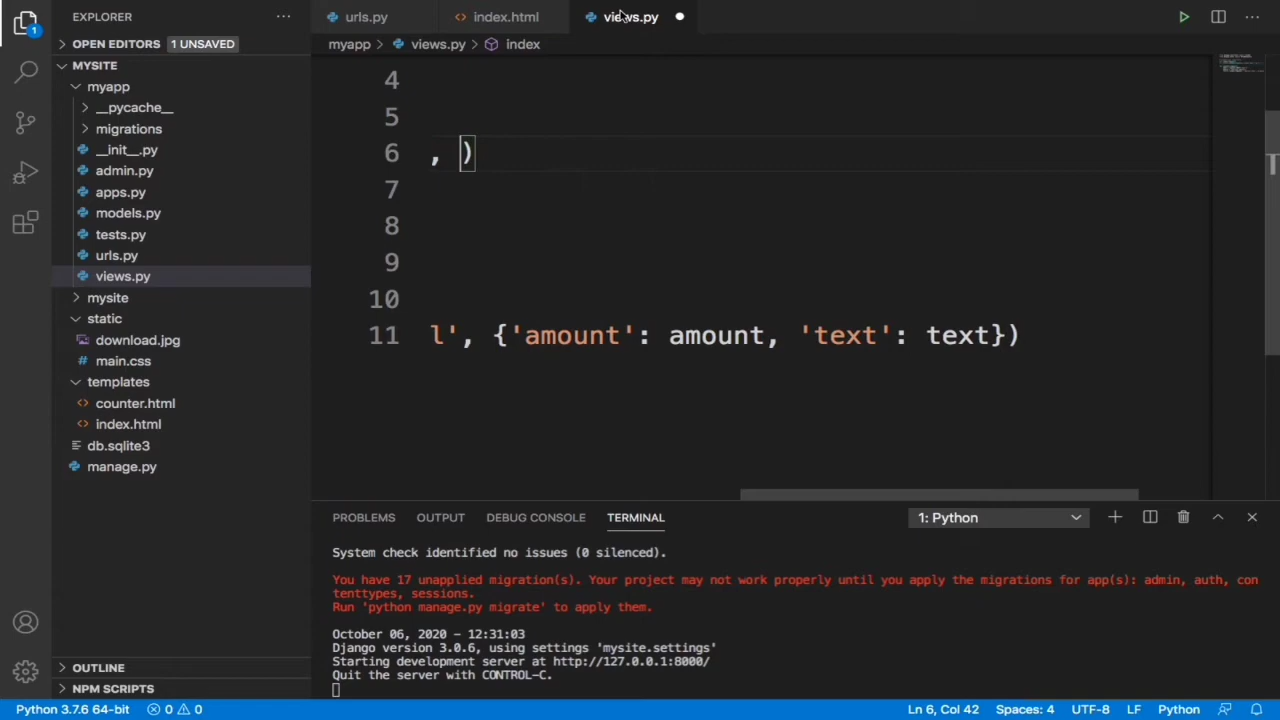 EXPLORER
urls.py
index.html
views.py
OPEN EDITORS 1 UNSAVED
myapp > views.py > index
MYSITE
myapp
__pycache__
migrations
__init__.py
admin.py
apps.py
models.py
tests.py
urls.py
views.py
mysite
static
download.jpg
main.css
templates
counter.html
index.html
db.sqlite3
manage.py
OUTLINE
NPM SCRIPTS
1
4
5
6 , )
7
8
9
10
11 l', {'amount': amount, 'text': text})
PROBLEMS OUTPUT DEBUG CONSOLE TERMINAL 1: Python
System check identified no issues (0 silenced).
You have 17 unapplied migration(s). Your project may not work properly until you apply the migrations for app(s): admin, auth, con
tenttypes, sessions.
Run 'python manage.py migrate' to apply them.
October 06, 2020 - 12:31:03
Django version 3.0.6, using settings 'mysite.settings'
Starting development server at http://127.0.0.1:8000/
Quit the server with CONTROL-C.
Python 3.7.6 64-bit 0 0 Ln 6, Col 42 Spaces: 4 UTF-8 LF Python